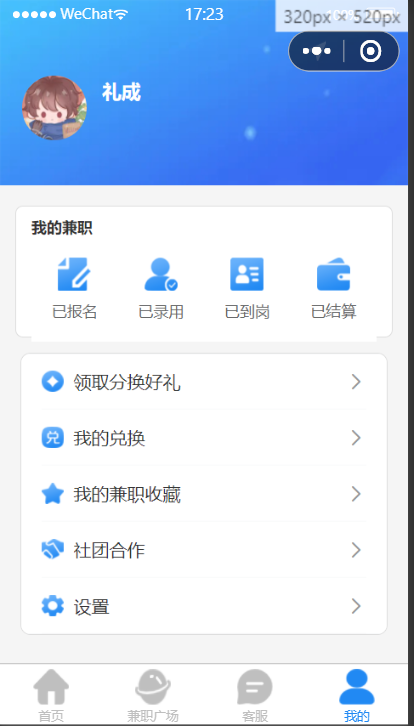 WeChat 17:23
320px × 520px
礼成
我的兼职
已报名 已录用 已到岗 已结算
领取分换好礼
我的兑换
我的兼职收藏
社团合作
设置
首页 兼职广场 客服 我的